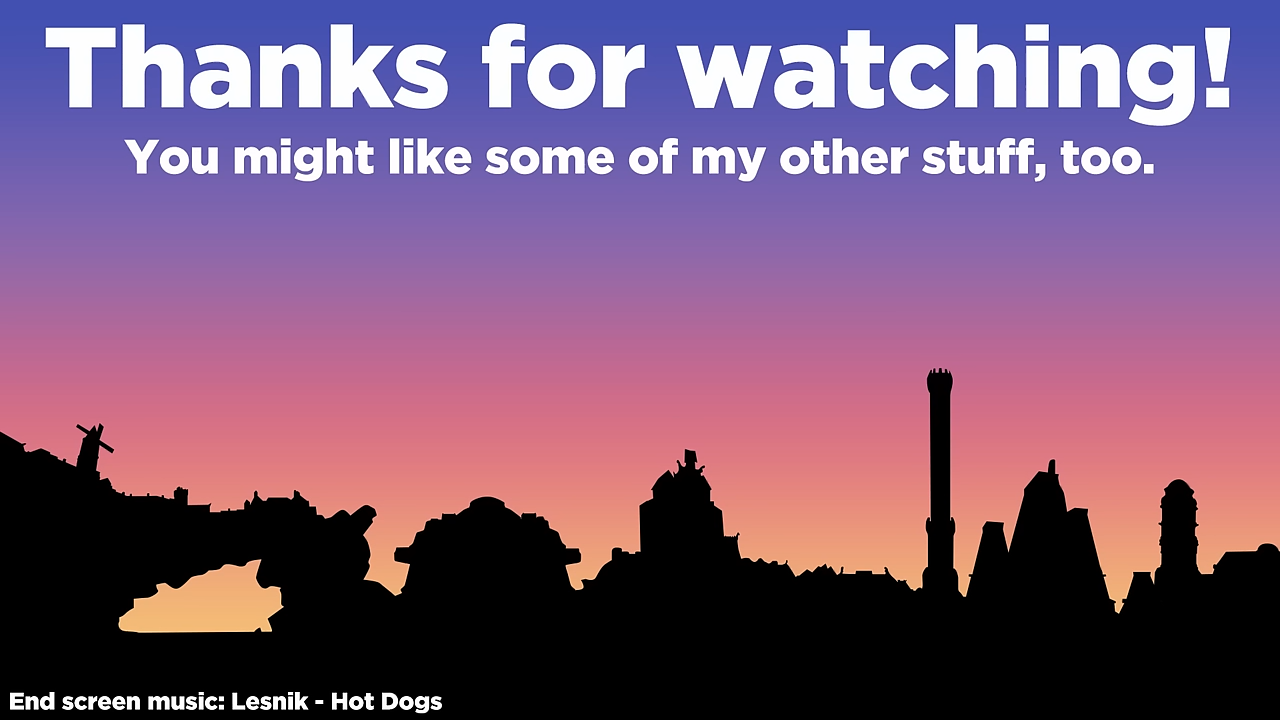 Thanks for watching!
You might like some of my other stuff, too.
End screen music: Lesnik - Hot Dogs